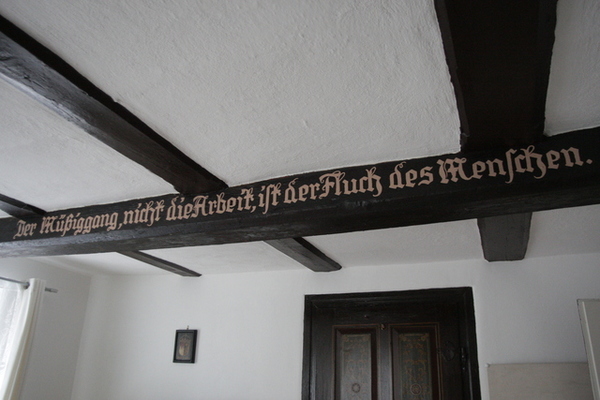 Der Müßiggang, nicht die Arbeit, ist der Fluch des Menschen.